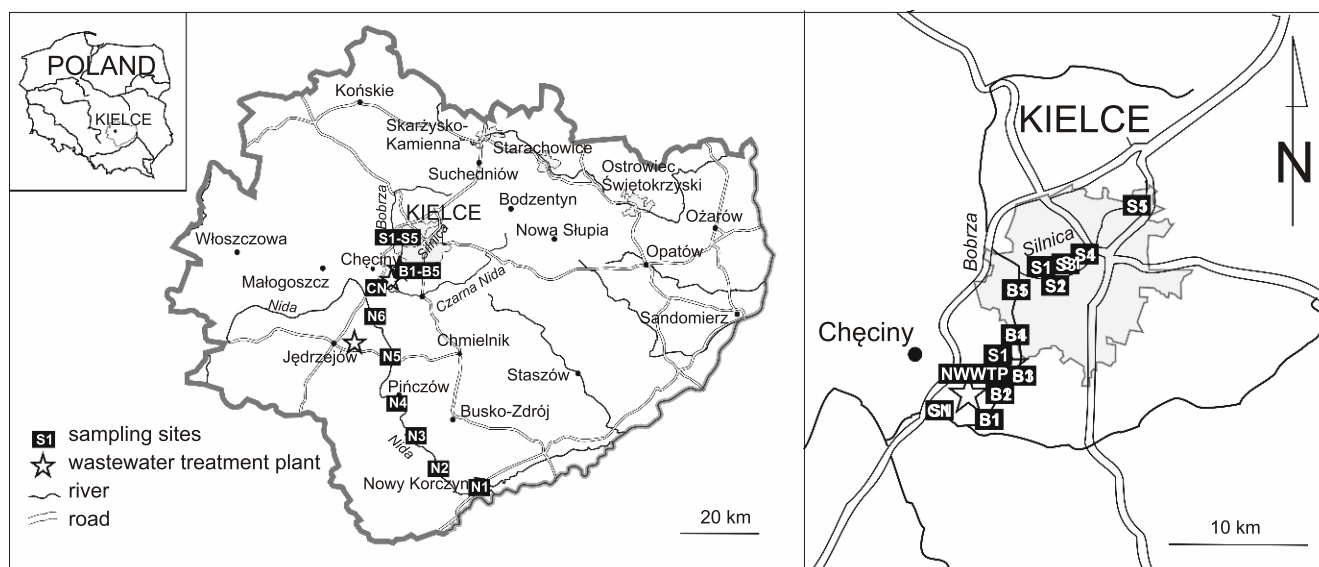 POLAND
KIELCE
Końskie
Skarżysko-
Kamienna
Starachowice
Suchedniów
Ostrowiec
Świętokrzyski
Bodzentyn
Bobrza
KIELCE
Nowa Słupia
Ożarów
Włoszczowa
S1-S5
Silnica
Opatów
Chęciny
B1-B5
Małogoszcz
CN
Czarna Nida
Nida
N6
Sandomierz
Chmielnik
Jędrzejów
N5
Staszów
Pińczów
N4
Busko-Zdrój
N3
Nida
N2
Nowy Korczyn
N1
S1 sampling sites
wastewater treatment plant
river
road
20 km
KIELCE
N
S5
Bobrza
Silnica
S4
S1
S2
B5
Chęciny
B4
S1
NWWTP
B3
B2
B1
10 km